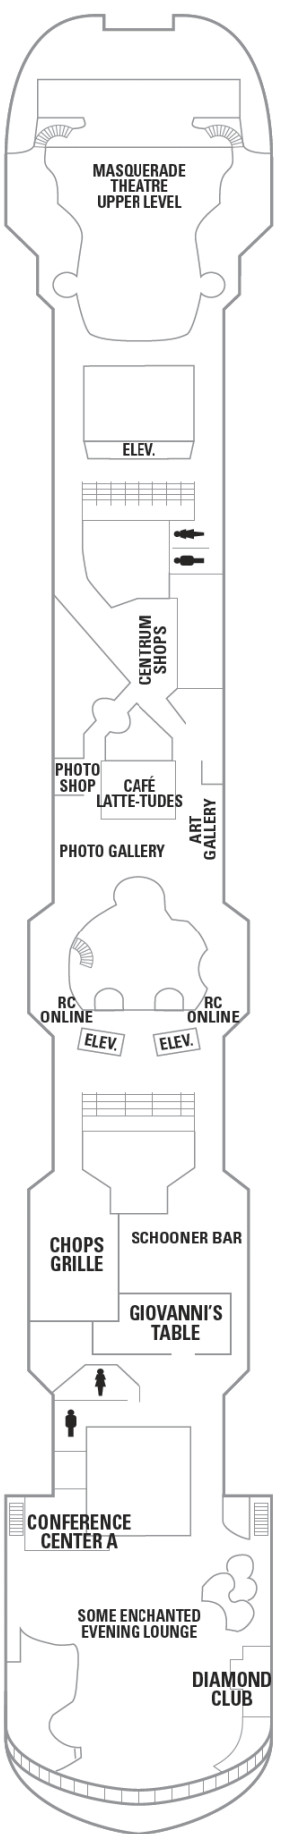 MASQUERADE
THEATRE
UPPER LEVEL
ELEV.
CENTRUM
SHOPS
PHOTO
SHOP
CAFÉ
LATTE-TUDES
ART
GALLERY
PHOTO GALLERY
RC
ONLINE
RC
ONLINE
ELEV.
ELEV.
CHOPS
GRILLE
SCHOONER BAR
GIOVANNI'S
TABLE
CONFERENCE
CENTER A
SOME ENCHANTED
EVENING LOUNGE
DIAMOND
CLUB